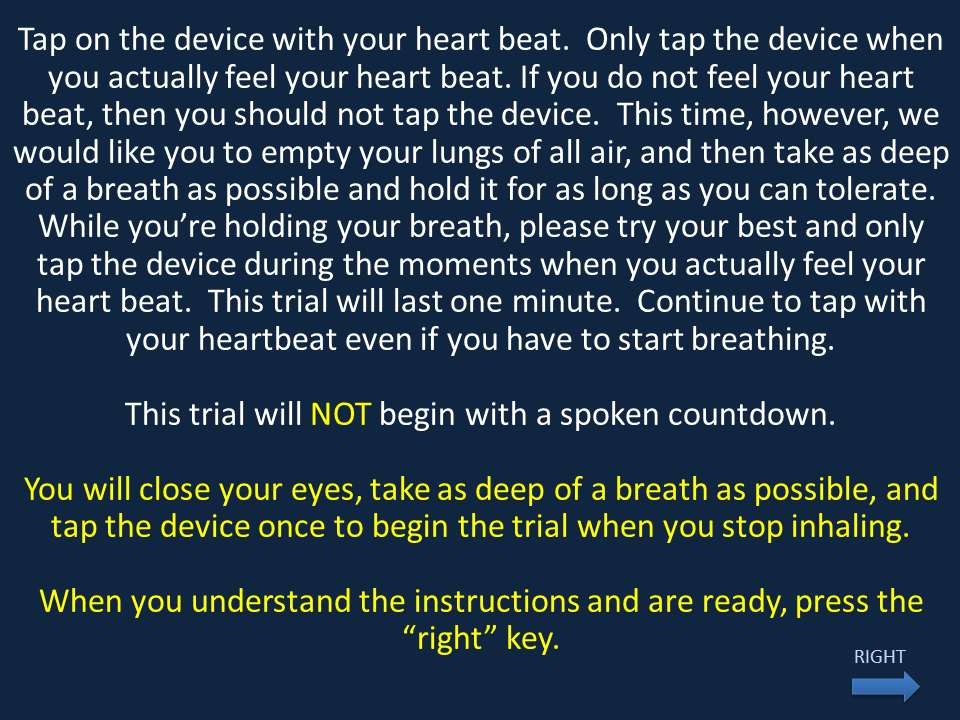 Tap on the device with your heart beat.  Only tap the device when
you actually feel your heart beat. If you do not feel your heart
beat, then you should not tap the device.  This time, however, we
would like you to empty your lungs of all air, and then take as deep
of a breath as possible and hold it for as long as you can tolerate.
While you’re holding your breath, please try your best and only
tap the device during the moments when you actually feel your
heart beat.  This trial will last one minute.  Continue to tap with
your heartbeat even if you have to start breathing.
This trial will NOT begin with a spoken countdown.
You will close your eyes, take as deep of a breath as possible, and
tap the device once to begin the trial when you stop inhaling.
When you understand the instructions and are ready, press the
“right” key.
RIGHT